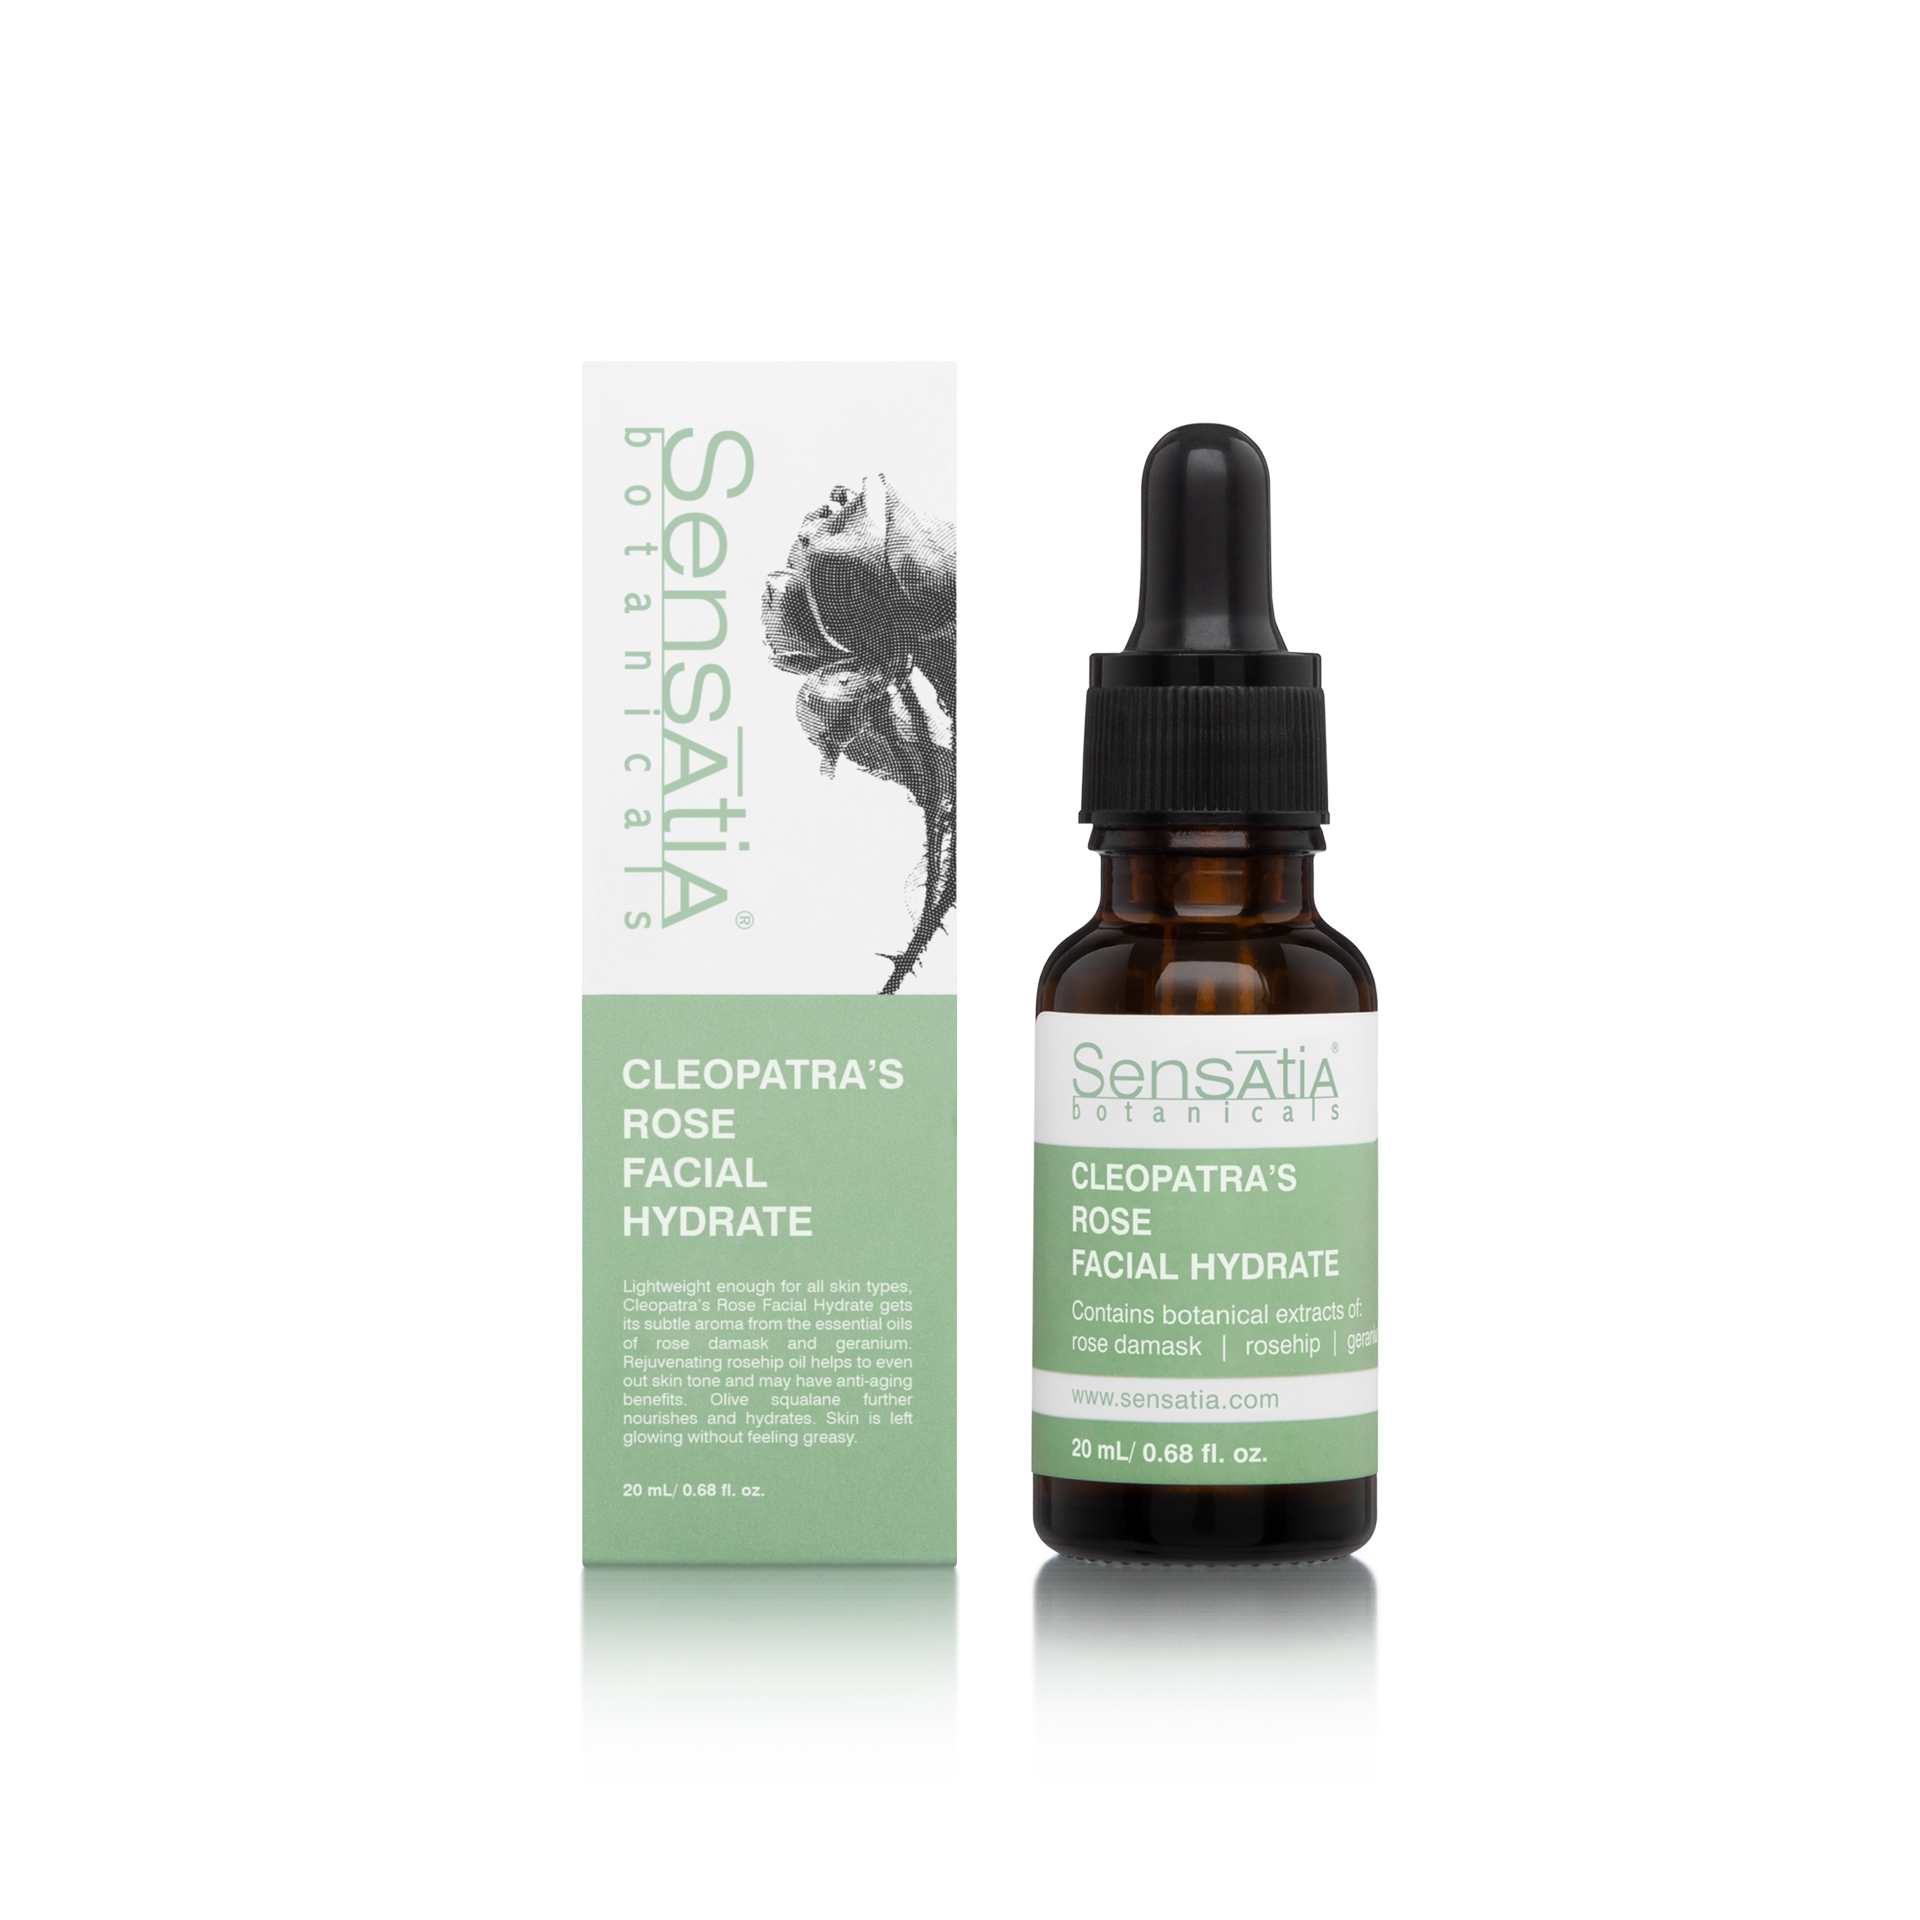 Sensatia®
botanicals
CLEOPATRA’S
ROSE
FACIAL
HYDRATE
Lightweight enough for all skin types,
Cleopatra’s Rose Facial Hydrate gets
its subtle aroma from the essential oils
of rose damask and geranium.
Rejuvenating rosehip oil helps to even
out skin tone and may have anti-aging
benefits. Olive squalane further
nourishes and hydrates. Skin is left
glowing without feeling greasy.
20 mL/ 0.68 fl. oz.
SensĀtiA®
botanicals
CLEOPATRA’S
ROSE
FACIAL HYDRATE
Contains botanical extracts of:
rose damask | rosehip |
www.sensatia.com
20 mL/ 0.68 fl. oz.